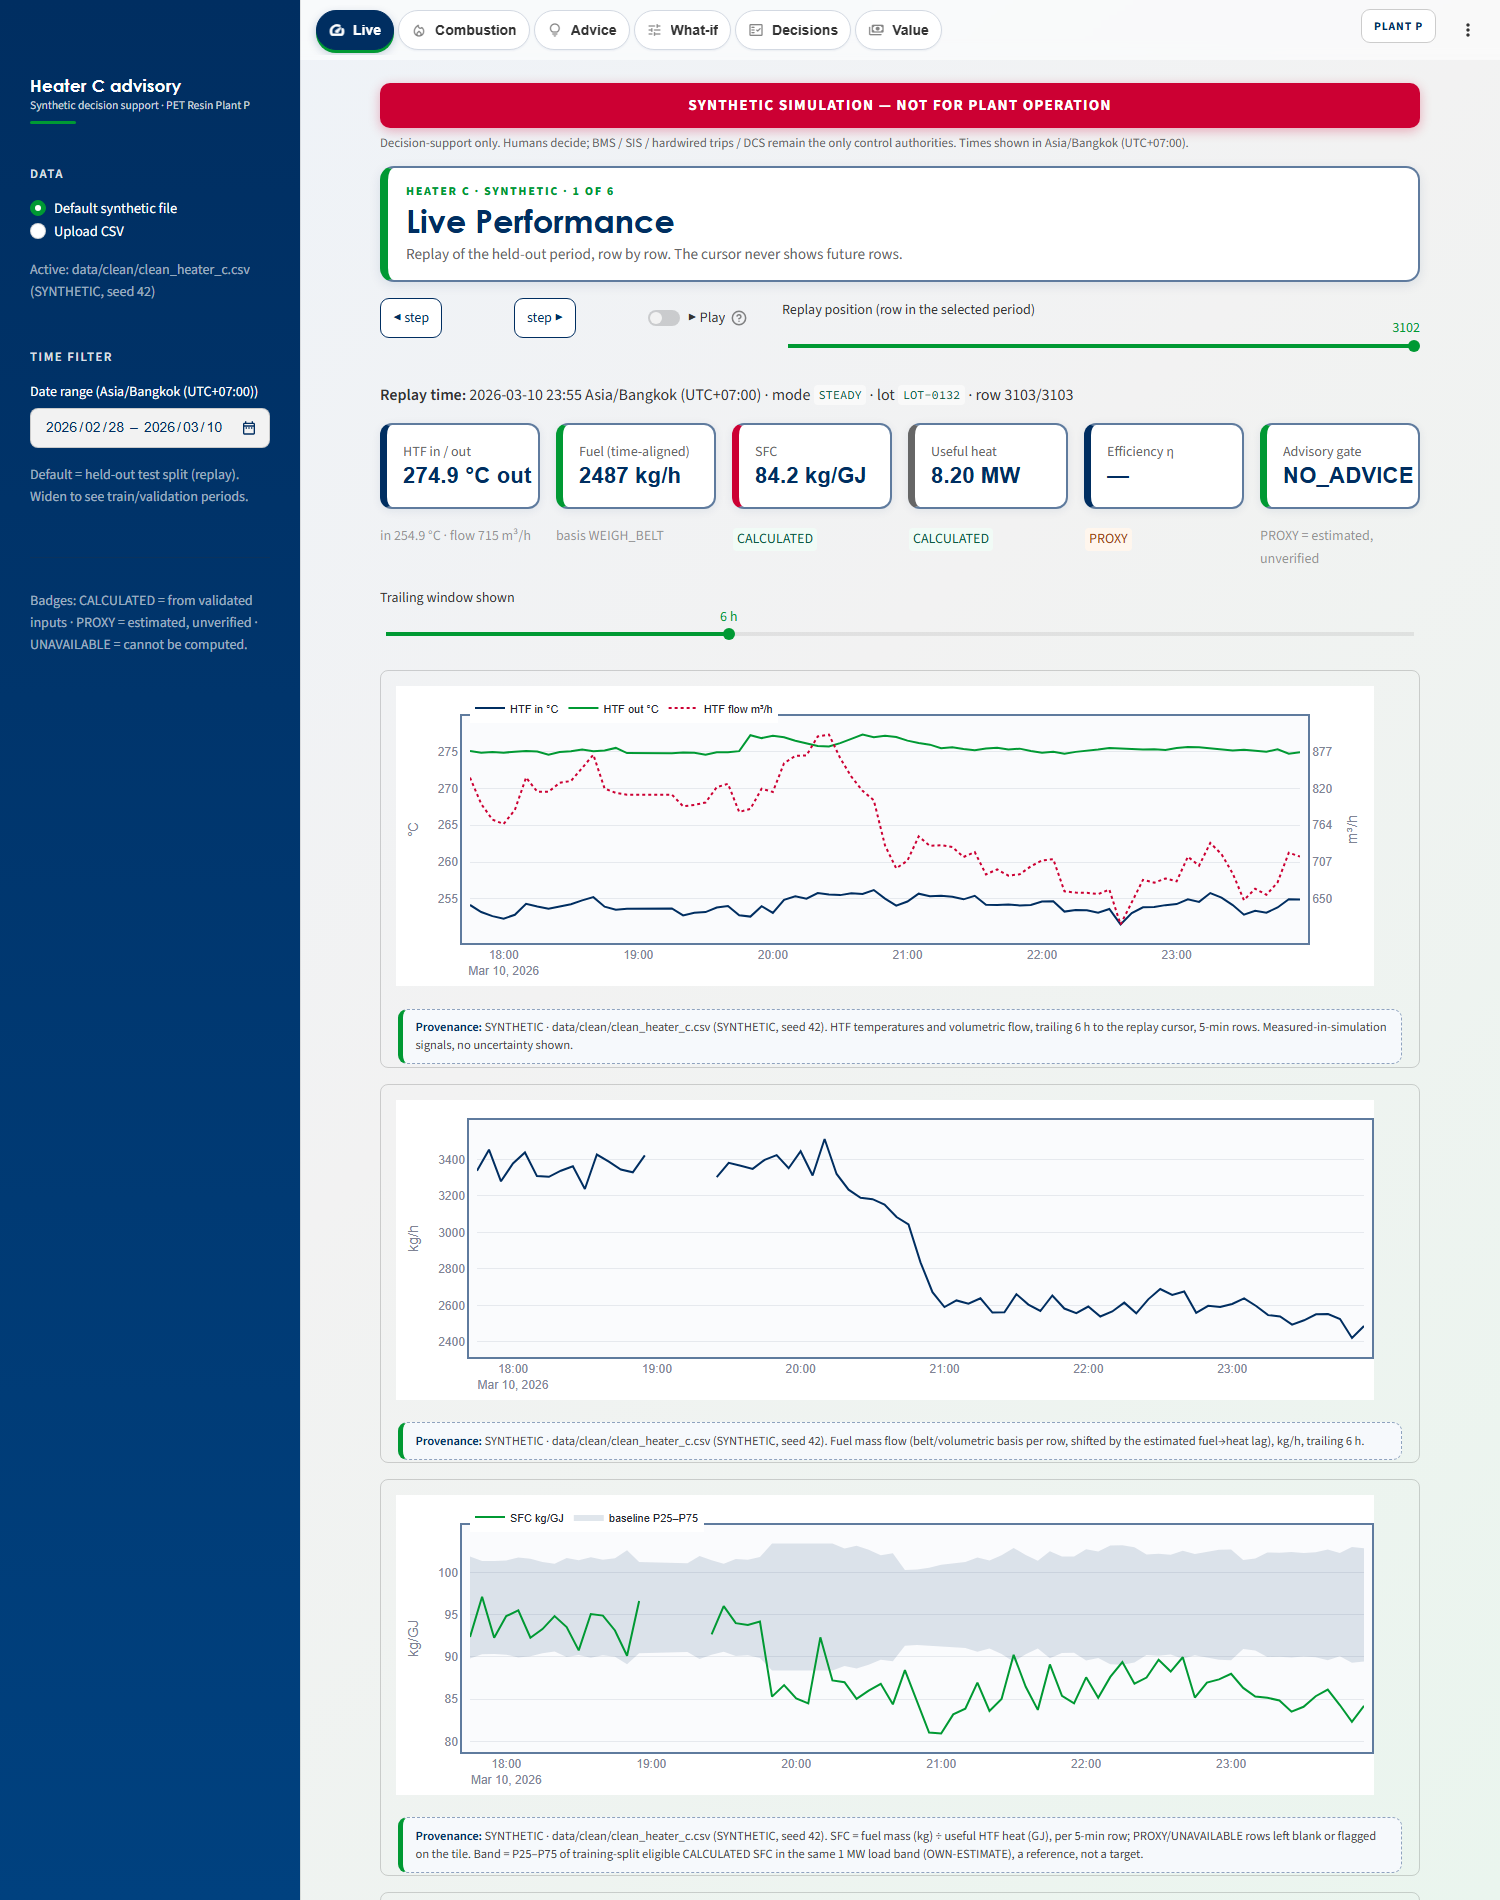 Live
Combustion
Advice
What-if
Decisions
Value
PLANT P
Heater C advisory
Synthetic decision support · PET Resin Plant P
DATA
Default synthetic file
Upload CSV
Active: data/clean/clean_heater_c.csv
(SYNTHETIC, seed 42)
TIME FILTER
Date range (Asia/Bangkok (UTC+07:00))
2026/02/28 – 2026/03/10
Default = held-out test split (replay).
Widen to see train/validation periods.
Badges: CALCULATED = from validated
inputs · PROXY = estimated, unverified ·
UNAVAILABLE = cannot be computed.
SYNTHETIC SIMULATION — NOT FOR PLANT OPERATION
Decision-support only. Humans decide; BMS / SIS / hardwired trips / DCS remain the only control authorities. Times shown in Asia/Bangkok (UTC+07:00).
HEATER C · SYNTHETIC · 1 OF 6
Live Performance
Replay of the held-out period, row by row. The cursor never shows future rows.
◂ step
step ▸
▸ Play
Replay position (row in the selected period)
3102
Replay time: 2026-03-10 23:55 Asia/Bangkok (UTC+07:00) · mode STEADY · lot LOT-0132 · row 3103/3103
HTF in / out
274.9 °C out
in 254.9 °C · flow 715 m³/h
Fuel (time-aligned)
2487 kg/h
basis WEIGH_BELT
SFC
84.2 kg/GJ
CALCULATED
Useful heat
8.20 MW
CALCULATED
Efficiency η
—
PROXY
Advisory gate
NO_ADVICE
PROXY = estimated,
unverified
Trailing window shown
6 h
HTF in °C
HTF out °C
HTF flow m³/h
275
270
265
260
255
°C
877
820
764
707
650
m³/h
18:00
19:00
20:00
21:00
22:00
23:00
Mar 10, 2026
Provenance: SYNTHETIC · data/clean/clean_heater_c.csv (SYNTHETIC, seed 42). HTF temperatures and volumetric flow, trailing 6 h to the replay cursor, 5-min rows. Measured-in-simulation
signals, no uncertainty shown.
3400
3200
3000
2800
2600
2400
kg/h
18:00
19:00
20:00
21:00
22:00
23:00
Mar 10, 2026
Provenance: SYNTHETIC · data/clean/clean_heater_c.csv (SYNTHETIC, seed 42). Fuel mass flow (belt/volumetric basis per row, shifted by the estimated fuel→heat lag), kg/h, trailing 6 h.
SFC kg/GJ
baseline P25–P75
100
95
90
85
80
kg/GJ
18:00
19:00
20:00
21:00
22:00
23:00
Mar 10, 2026
Provenance: SYNTHETIC · data/clean/clean_heater_c.csv (SYNTHETIC, seed 42). SFC = fuel mass (kg) ÷ useful HTF heat (GJ), per 5-min row; PROXY/UNAVAILABLE rows left blank or flagged
on the tile. Band = P25–P75 of training-split eligible CALCULATED SFC in the same 1 MW load band (OWN-ESTIMATE), a reference, not a target.